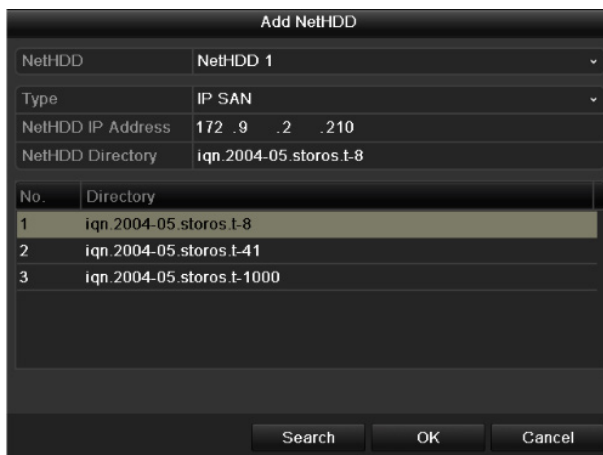 Add NetHDD
NetHDD NetHDD 1
Type IP SAN
NetHDD IP Address 172 .9 .2 .210
NetHDD Directory iqn.2004-05.storos.t-8
No. Directory
1 iqn.2004-05.storos.t-8
2 iqn.2004-05.storos.t-41
3 iqn.2004-05.storos.t-1000
Search OK Cancel